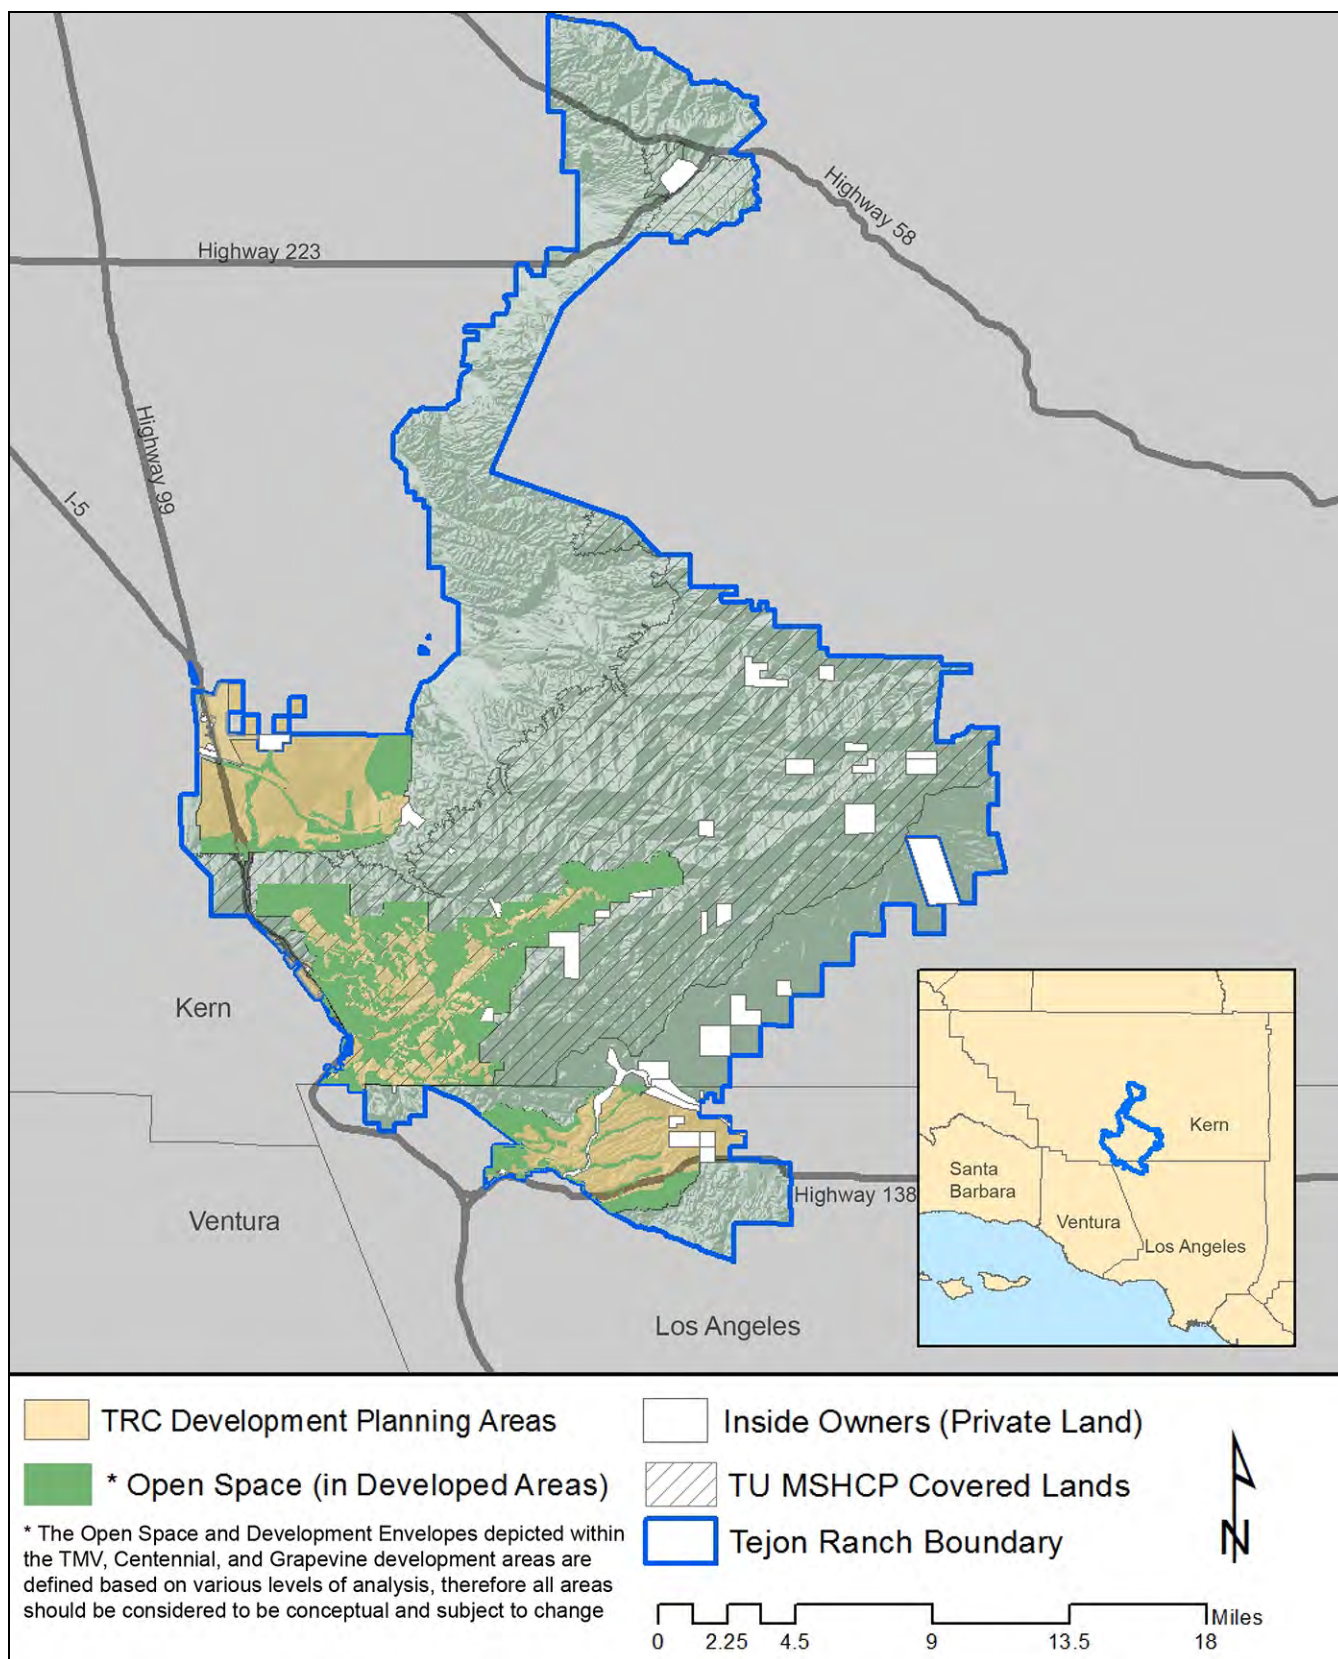 Highway 58
Highway 223
Highway 99
I-5
Kern
Ventura
Los Angeles
Highway 138
Kern
Santa
Barbara
Ventura
Los Angeles
TRC Development Planning Areas
* Open Space (in Developed Areas)
* The Open Space and Development Envelopes depicted within
the TMV, Centennial, and Grapevine development areas are
defined based on various levels of analysis, therefore all areas
should be considered to be conceptual and subject to change
Inside Owners (Private Land)
TU MSHCP Covered Lands
Tejon Ranch Boundary
N
Miles
0 2.25 4.5 9 13.5 18